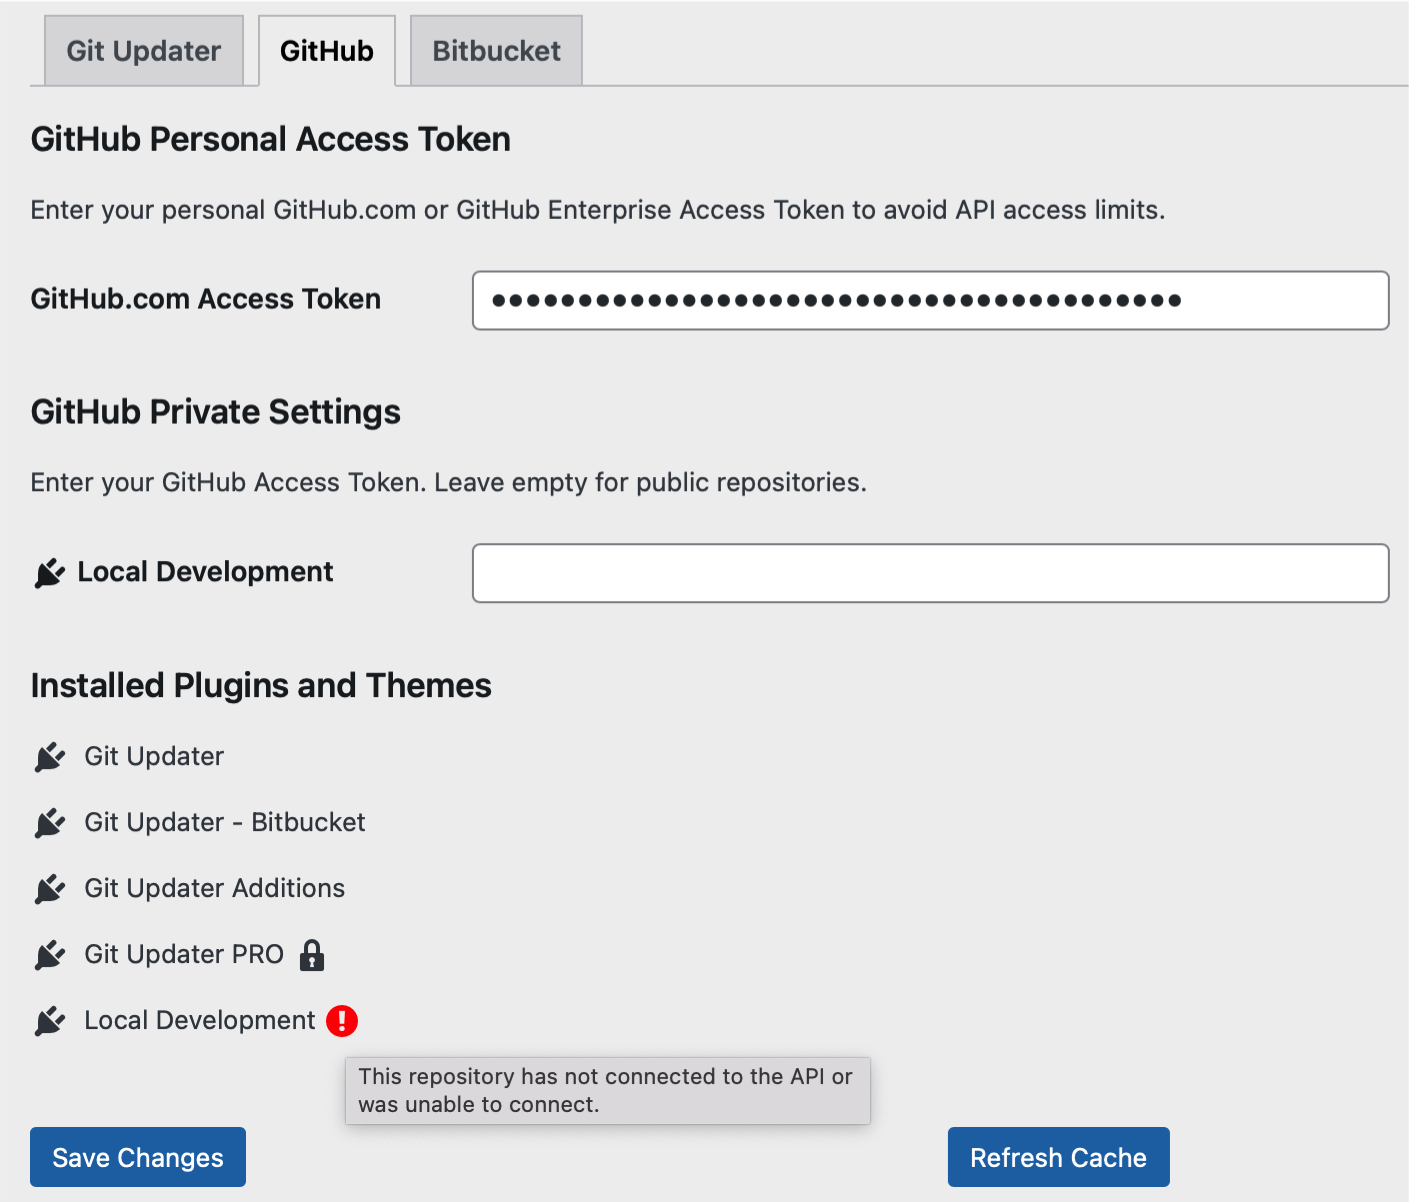 Git Updater
GitHub
Bitbucket
GitHub Personal Access Token
Enter your personal GitHub.com or GitHub Enterprise Access Token to avoid API access limits.
GitHub.com Access Token
••••••••••••••••••••••••••••••••••••••••
GitHub Private Settings
Enter your GitHub Access Token. Leave empty for public repositories.
Local Development
Installed Plugins and Themes
Git Updater
Git Updater - Bitbucket
Git Updater Additions
Git Updater PRO
Local Development
This repository has not connected to the API or
was unable to connect.
Save Changes
Refresh Cache